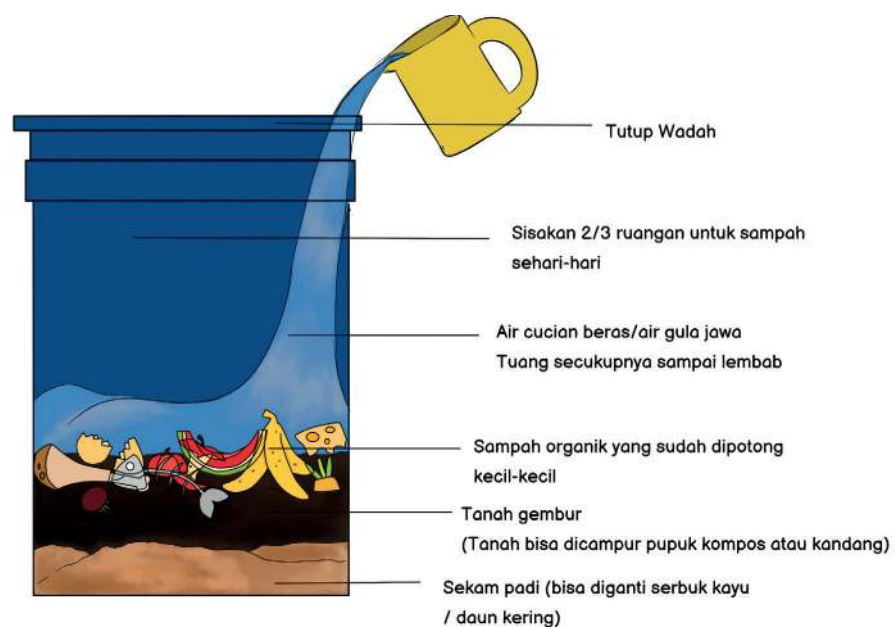 Tutup Wadah
Sisakan 2/3 ruangan untuk sampah
sehari-hari
Air cucian beras/air gula jawa
Tuang secukupnya sampai lembab
Sampah organik yang sudah dipotong
kecil-kecil
Tanah gembur
(Tanah bisa dicampur pupuk kompos atau kandang)
Sekam padi (bisa diganti serbuk kayu
/ daun kering)